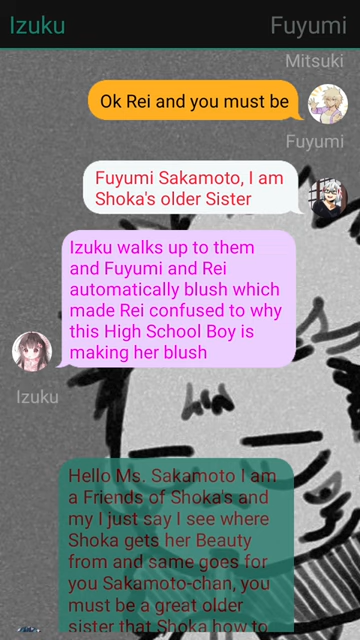 Izuku Fuyumi
Mitsuki
Ok Rei and you must be
Fuyumi
Fuyumi Sakamoto, I am
Shoka's older Sister
Izuku walks up to them
and Fuyumi and Rei
automatically blush which
made Rei confused to why
this High School Boy is
making her blush
Izuku
Hello Ms. Sakamoto I am
a Friends of Shoka's and
my I just say I see where
Shoka gets her Beauty
from and same goes for
you Sakamoto-chan, you
must be a great older
sister that Shoka how to